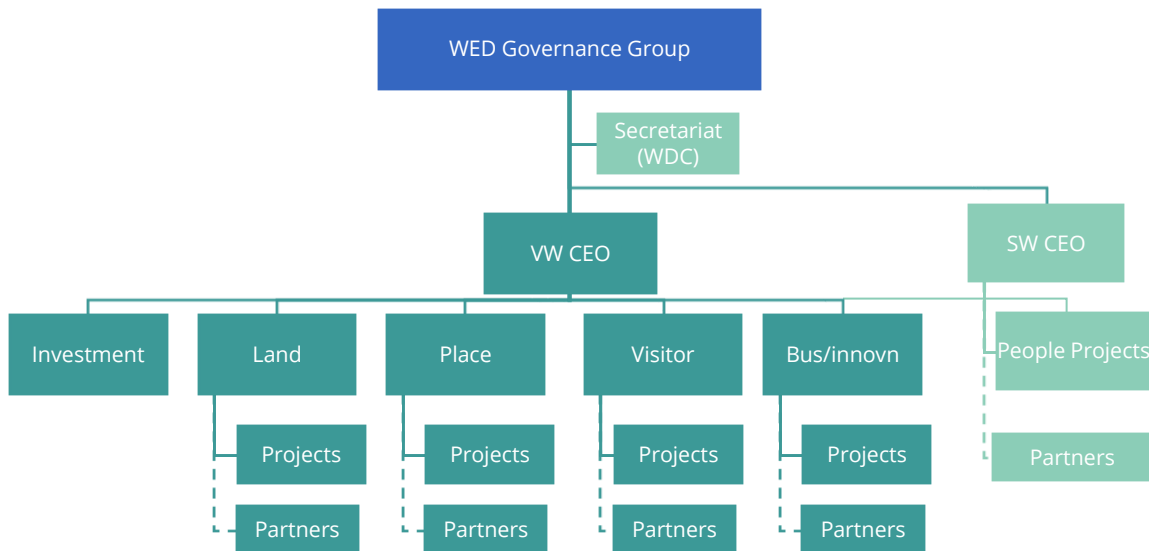 WED Governance Group
Secretariat
(WDC)
VW CEO
SW CEO
Investment
Land
Place
Visitor
Bus/innovn
People Projects
Projects
Projects
Projects
Projects
Partners
Partners
Partners
Partners
Partners